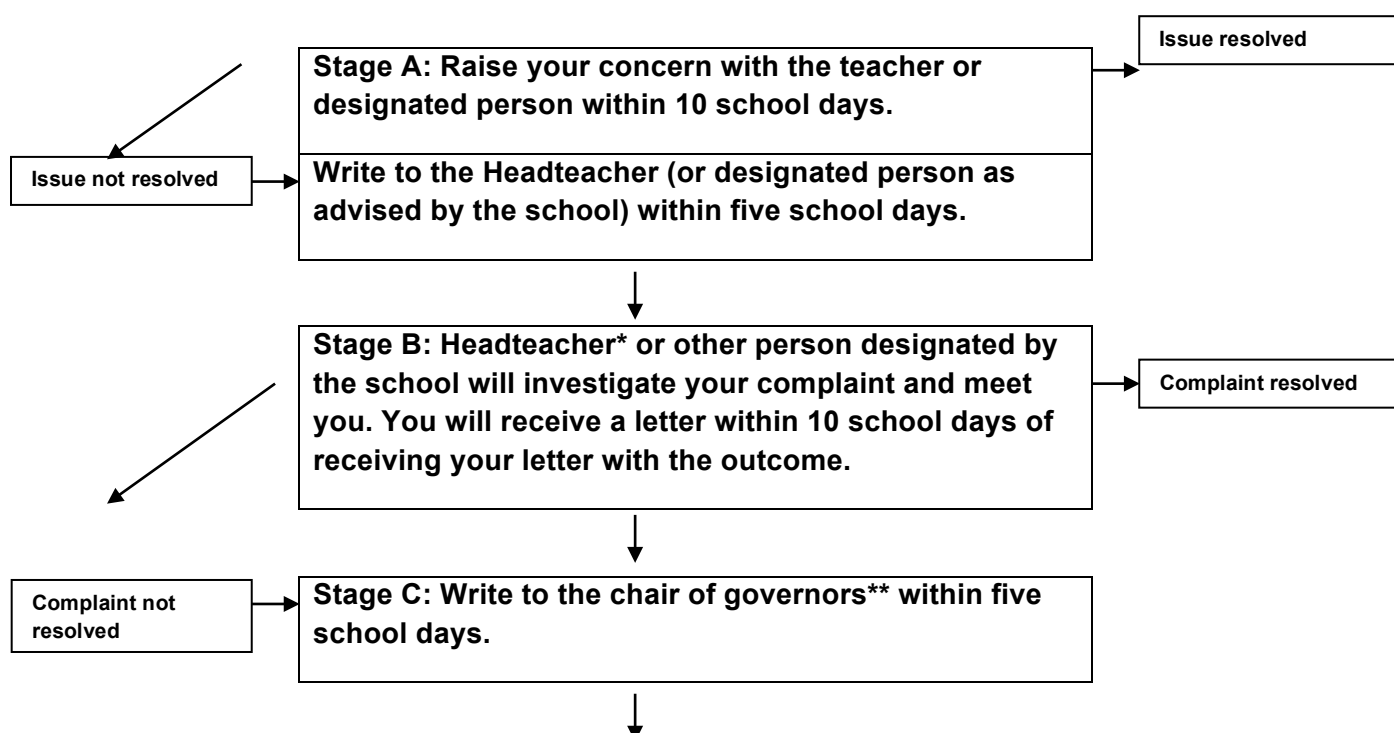 Issue resolved
Stage A: Raise your concern with the teacher or
designated person within 10 school days.
Issue not resolved
Write to the Headteacher (or designated person as
advised by the school) within five school days.
Stage B: Headteacher* or other person designated by
the school will investigate your complaint and meet
you. You will receive a letter within 10 school days of
receiving your letter with the outcome.
Complaint resolved
Complaint not
resolved
Stage C: Write to the chair of governors** within five
school days.